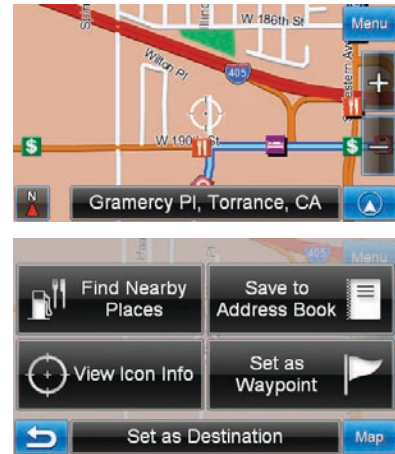 W 186th St
Menu
Wilton Pl
405
+
W 190th St
$
$
−
N
Gramercy Pl, Torrance, CA
405
Menu
Find Nearby
Places
Save to
Address Book
View Icon Info
Set as
Waypoint
Set as Destination
Map